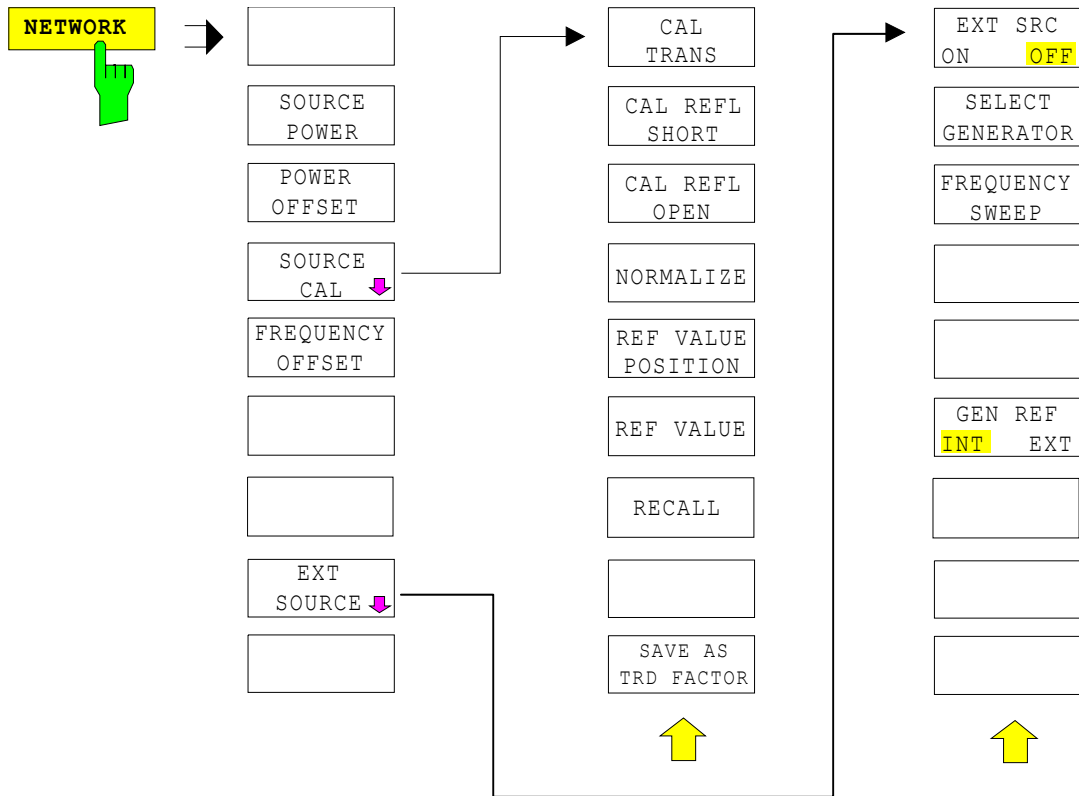 NETWORK
SOURCE
POWER
POWER
OFFSET
SOURCE
CAL
FREQUENCY
OFFSET
EXT
SOURCE
CAL
TRANS
CAL REFL
SHORT
CAL REFL
OPEN
NORMALIZE
REF VALUE
POSITION
REF VALUE
RECALL
SAVE AS
TRD FACTOR
EXT SRC
ON OFF
SELECT
GENERATOR
FREQUENCY
SWEEP
GEN REF
INT EXT